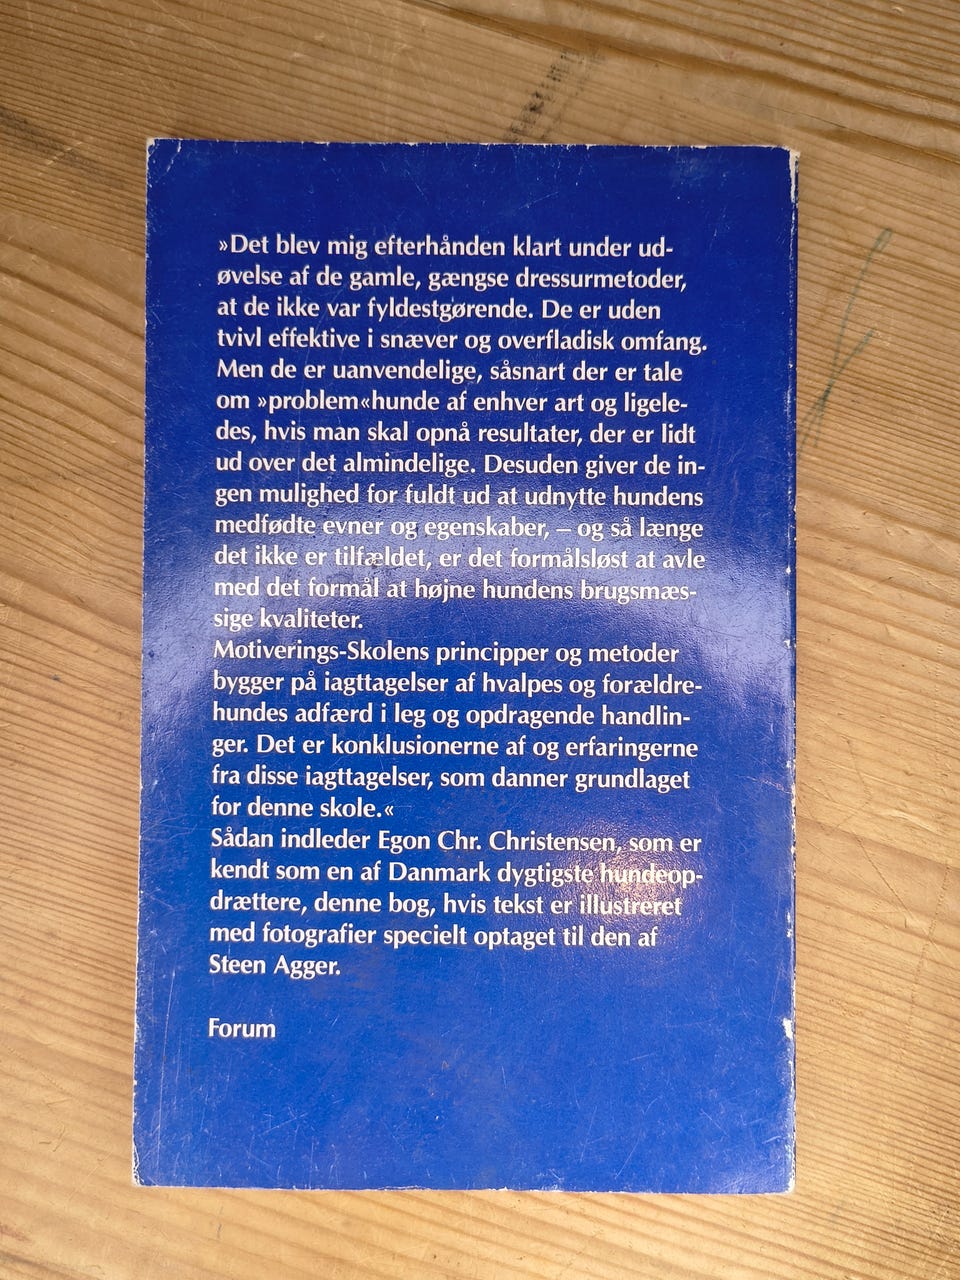 »Det blev mig efterhånden klart under ud-
øvelse af de gamle, gængse dressurmetoder,
at de ikke var fyldestgørende. De er uden
tvivl effektive i snæver og overfladisk omfang.
Men de er uanvendelige, såsnart der er tale
om »problem«hunde af enhver art og ligele-
des, hvis man skal opnå resultater, der er lidt
ud over det almindelige. Desuden giver de in-
gen mulighed for fuldt ud at udnytte hundens
medfødte evner og egenskaber, – og så længe
det ikke er tilfældet, er det formålsløst at avle
med det formål at højne hundens brugsmæs-
sige kvaliteter.
Motiverings-Skolens principper og metoder
bygger på iagttagelser af hvalpes og forældre-
hundes adfærd i leg og opdragende handlin-
ger. Det er konklusionerne af og erfaringerne
fra disse iagttagelser, som danner grundlaget
for denne skole.«
Sådan indleder Egon Chr. Christensen, som er
kendt som en af Danmark dygtigste hundeop-
drættere, denne bog, hvis tekst er illustreret
med fotografier specielt optaget til den af
Steen Agger.
Forum